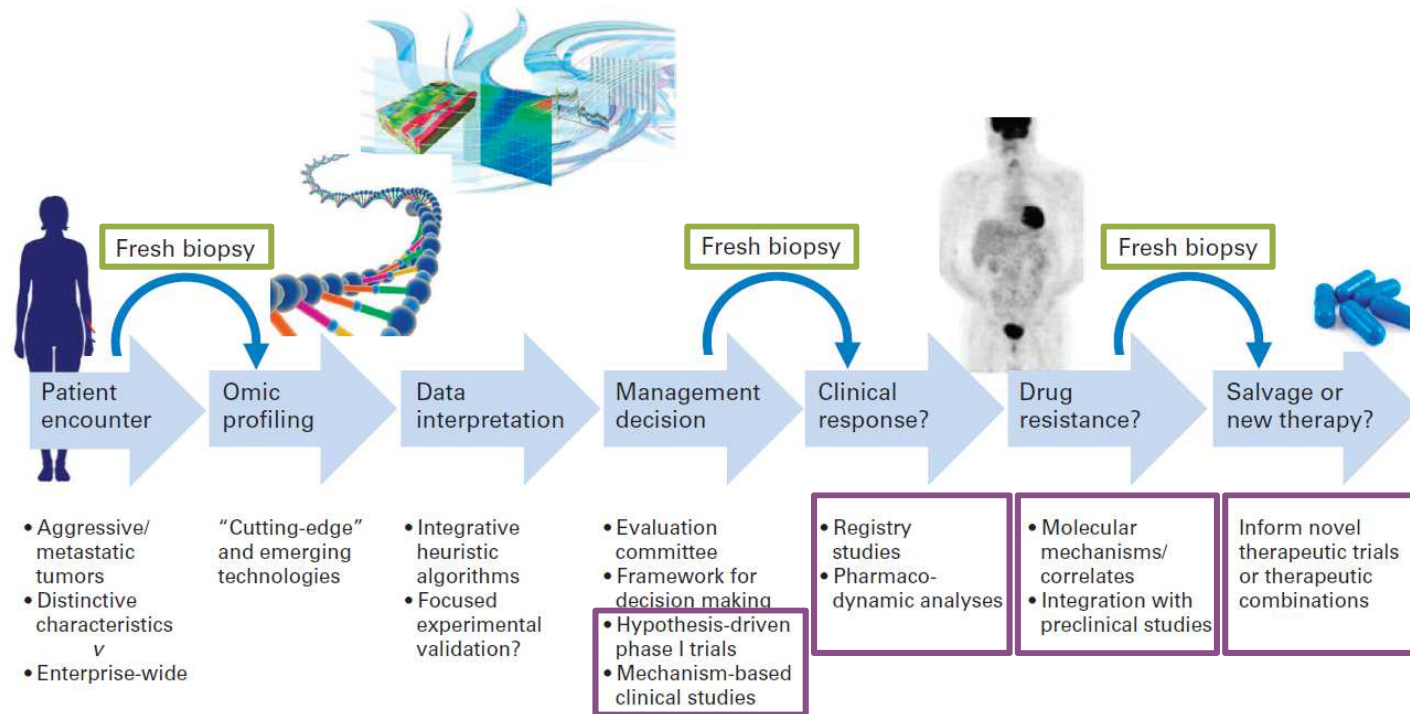 Fresh biopsy
Fresh biopsy
Fresh biopsy
Patient
encounter
Omic
profiling
Data
interpretation
Management
decision
Clinical
response?
Drug
resistance?
Salvage or
new therapy?
• Aggressive/
metastatic
tumors
• Distinctive
characteristics
v
• Enterprise-wide
“Cutting-edge”
and emerging
technologies
• Integrative
heuristic
algorithms
• Focused
experimental
validation?
• Evaluation
committee
• Framework for
decision making
• Hypothesis-driven
phase I trials
• Mechanism-based
clinical studies
• Registry
studies
• Pharmaco-
dynamic analyses
• Molecular
mechanisms/
correlates
• Integration with
preclinical studies
Inform novel
therapeutic trials
or therapeutic
combinations